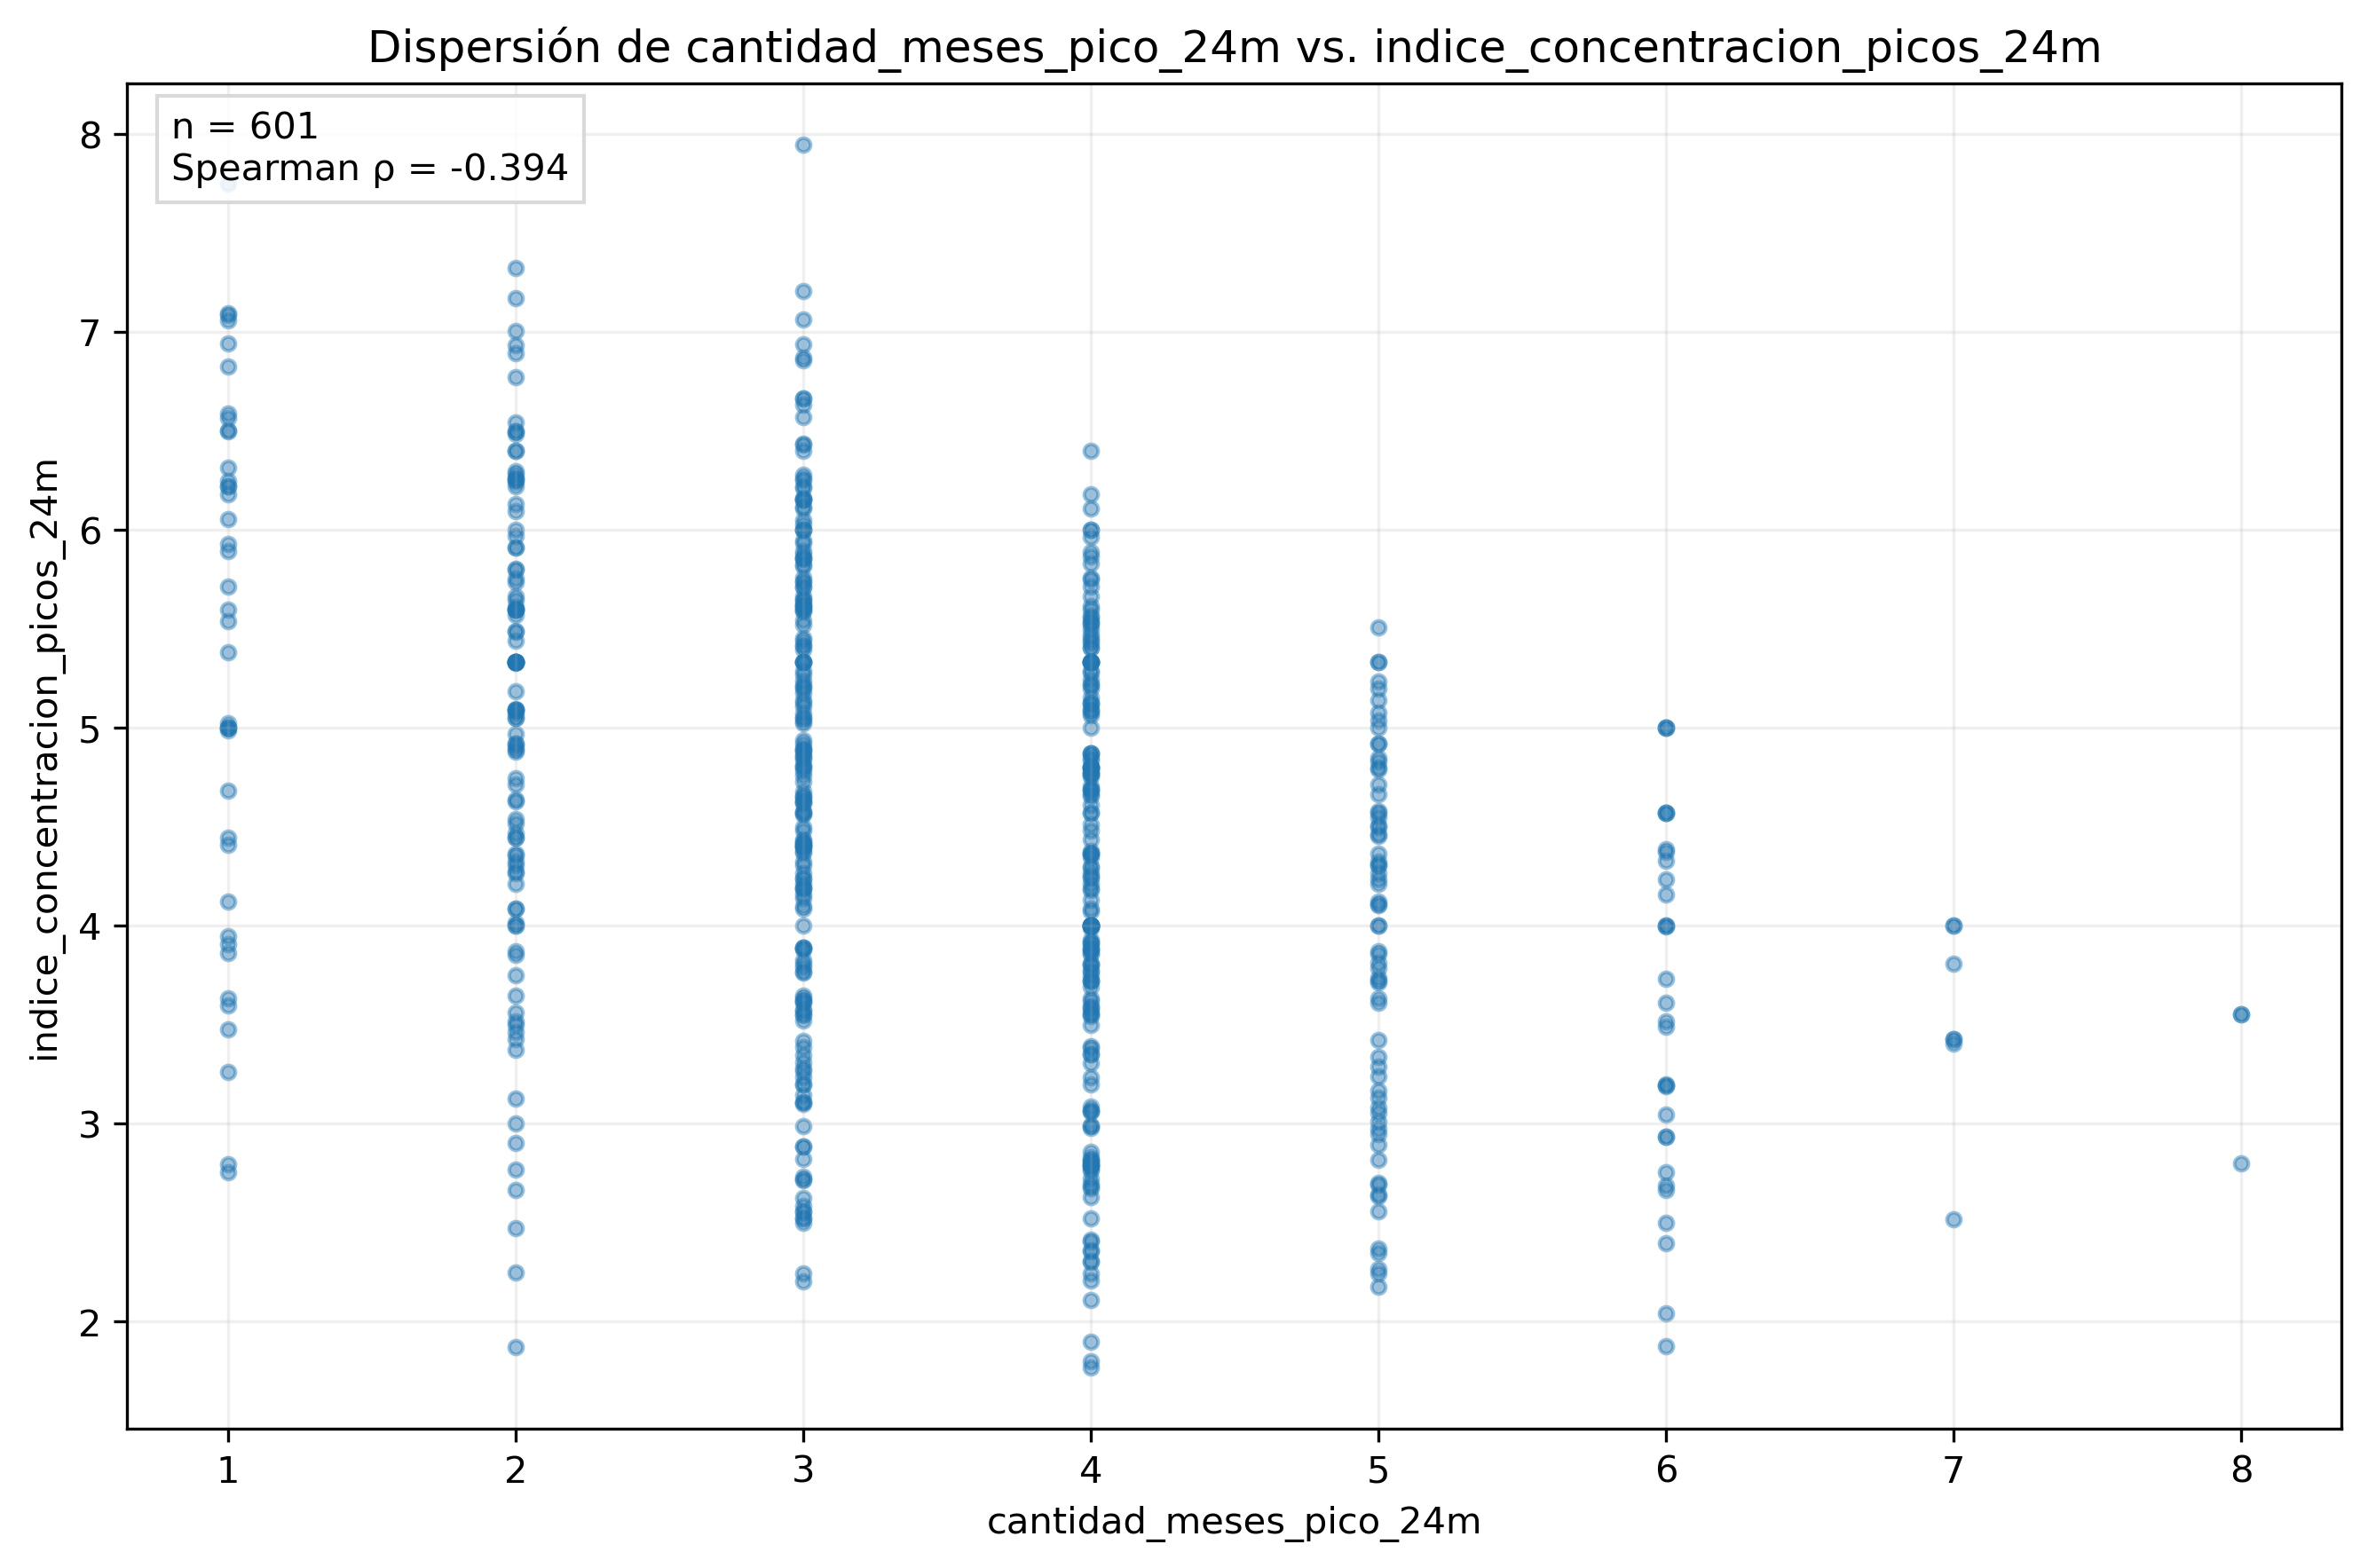 Dispersión de cantidad_meses_pico_24m vs. indice_concentracion_picos_24m
n = 601
Spearman ρ = -0.394
indice_concentracion_picos_24m
8
7
6
5
4
3
2
1 2 3 4 5 6 7 8
cantidad_meses_pico_24m